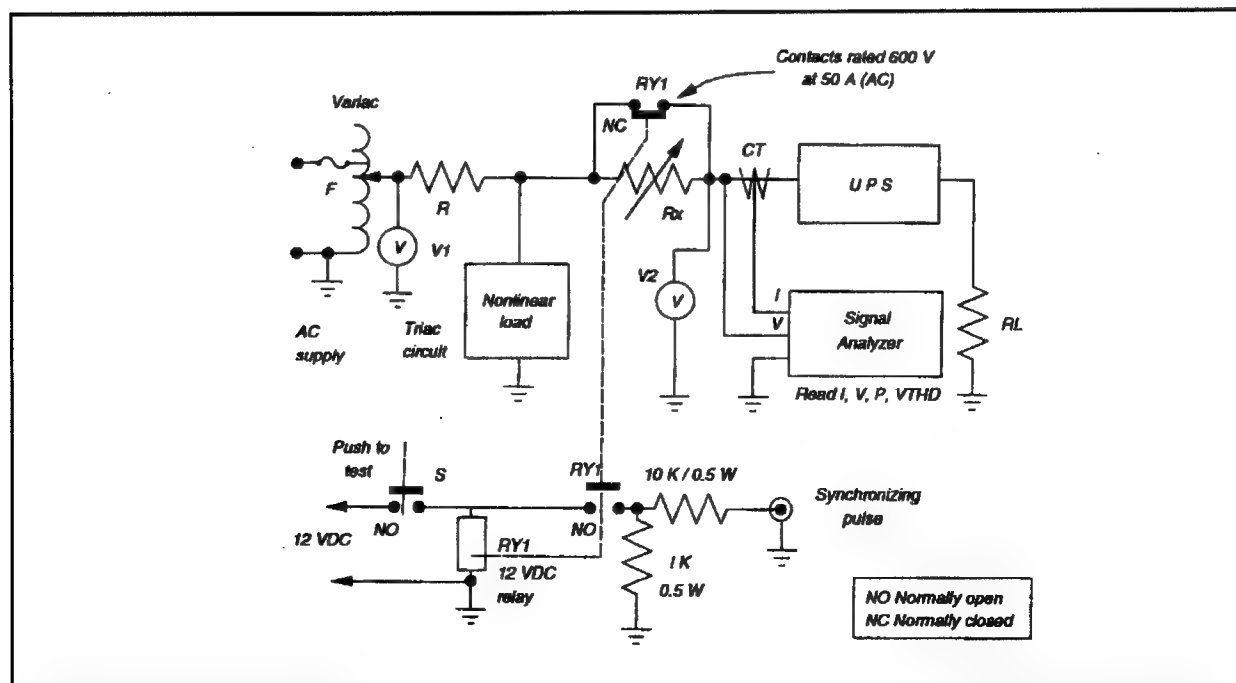 Contacts rated 600 V
at 50 A (AC)
RY1
Variac
NC
CT
UPS
F
R
Rx
V
V1
V2
V
Nonlinear
load
I
V
Signal
Analyzer
RL
AC
supply
Triac
circuit
Read I, V, P, VTHD
Push to
test
S
RY1
10 K / 0.5 W
Synchronizing
pulse
NO
NO
12 VDC
RY1
12 VDC
relay
1 K
0.5 W
NO Normally open
NC Normally closed